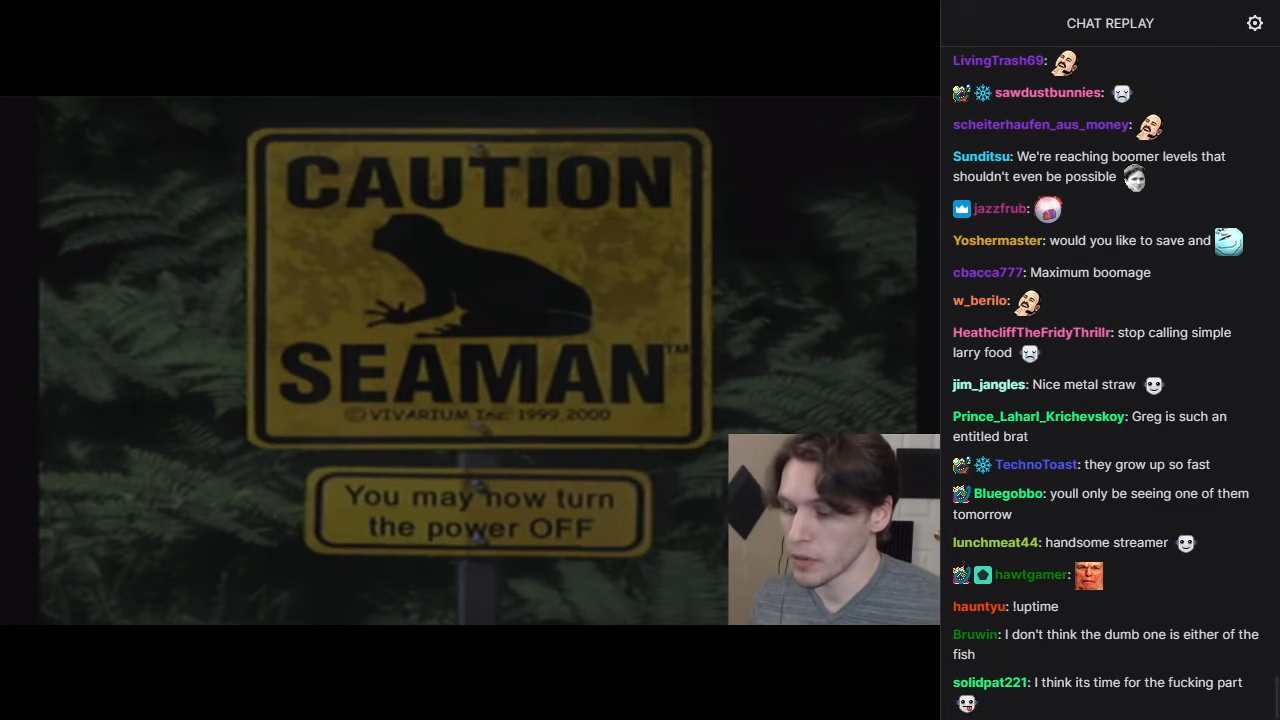 CAUTION
SEAMAN™
© VIVARIUM Inc. 1999,2000
You may now turn
the power OFF
CHAT REPLAY
LivingTrash69:
sawdustbunnies:
scheiterhaufen_aus_money:
Sunditsu: We're reaching boomer levels that
shouldn't even be possible
jazzfrub:
Yoshermaster: would you like to save and
cbacca777: Maximum boomage
w_berilo:
HeathcliffTheFridyThrillr: stop calling simple
larry food
jim_jangles: Nice metal straw
Prince_Laharl_Krichevskoy: Greg is such an
entitled brat
TechnoToast: they grow up so fast
Bluegobbo: youll only be seeing one of them
tomorrow
lunchmeat44: handsome streamer
hawtgamer:
hauntyu: !uptime
Bruwin: I don't think the dumb one is either of the
fish
solidpat221: I think its time for the fucking part